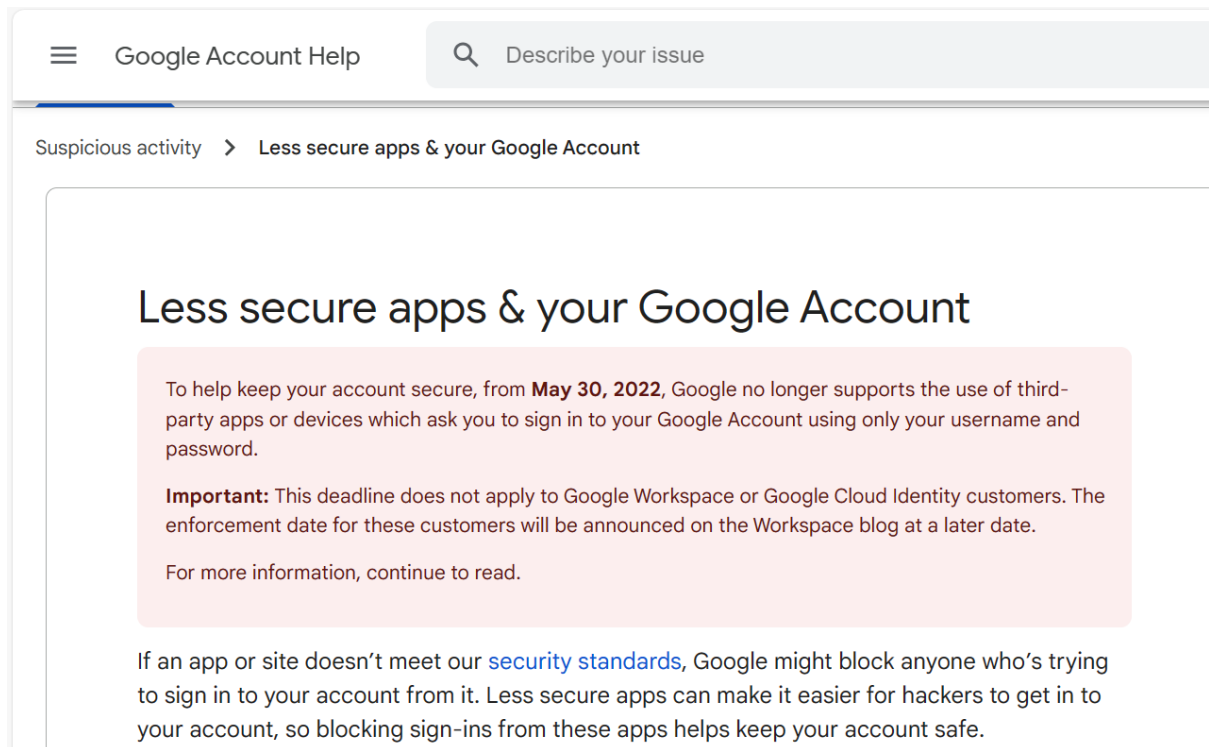 Google Account Help
Describe your issue
Suspicious activity > Less secure apps & your Google Account
Less secure apps & your Google Account
To help keep your account secure, from May 30, 2022, Google no longer supports the use of third-
party apps or devices which ask you to sign in to your Google Account using only your username and
password.
Important: This deadline does not apply to Google Workspace or Google Cloud Identity customers. The
enforcement date for these customers will be announced on the Workspace blog at a later date.
For more information, continue to read.
If an app or site doesn’t meet our security standards, Google might block anyone who’s trying
to sign in to your account from it. Less secure apps can make it easier for hackers to get in to
your account, so blocking sign-ins from these apps helps keep your account safe.